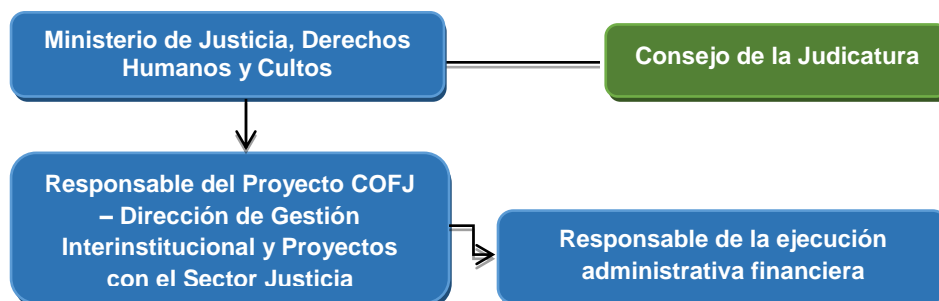 Ministerio de Justicia, Derechos
Humanos y Cultos
Consejo de la Judicatura
Responsable del Proyecto COFJ
– Dirección de Gestión
Interinstitucional y Proyectos
con el Sector Justicia
Responsable de la ejecución
administrativa financiera